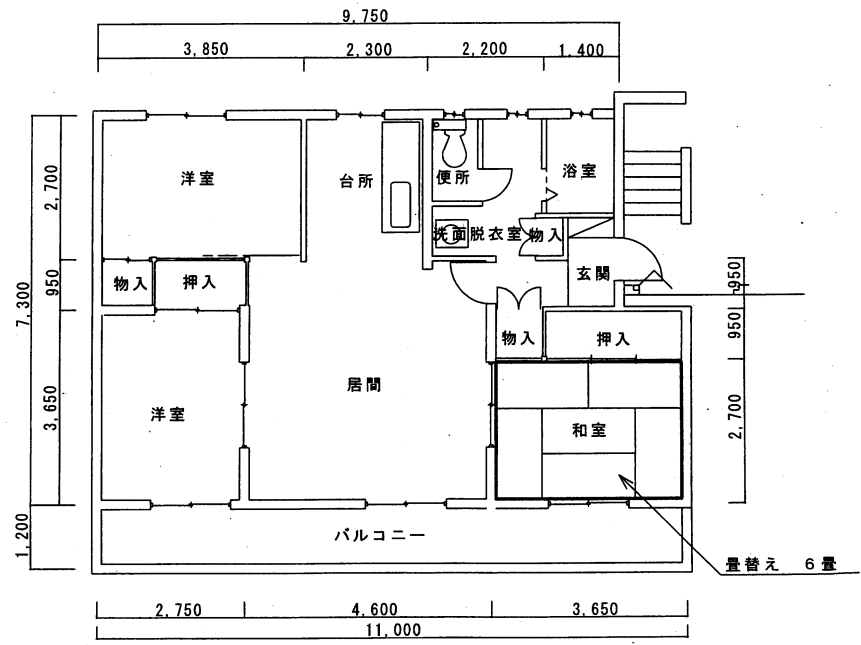 9,750
3,850
2,300
2,200
1,400
2,700
950
7,300
3,650
1,200
洋室
台所
便所
浴室
洗面脱衣室
物入
玄関
物入
押入
物入
押入
洋室
居間
和室
バルコニー
950
950
2,700
畳替え 6畳
2,750
4,600
3,650
11,000